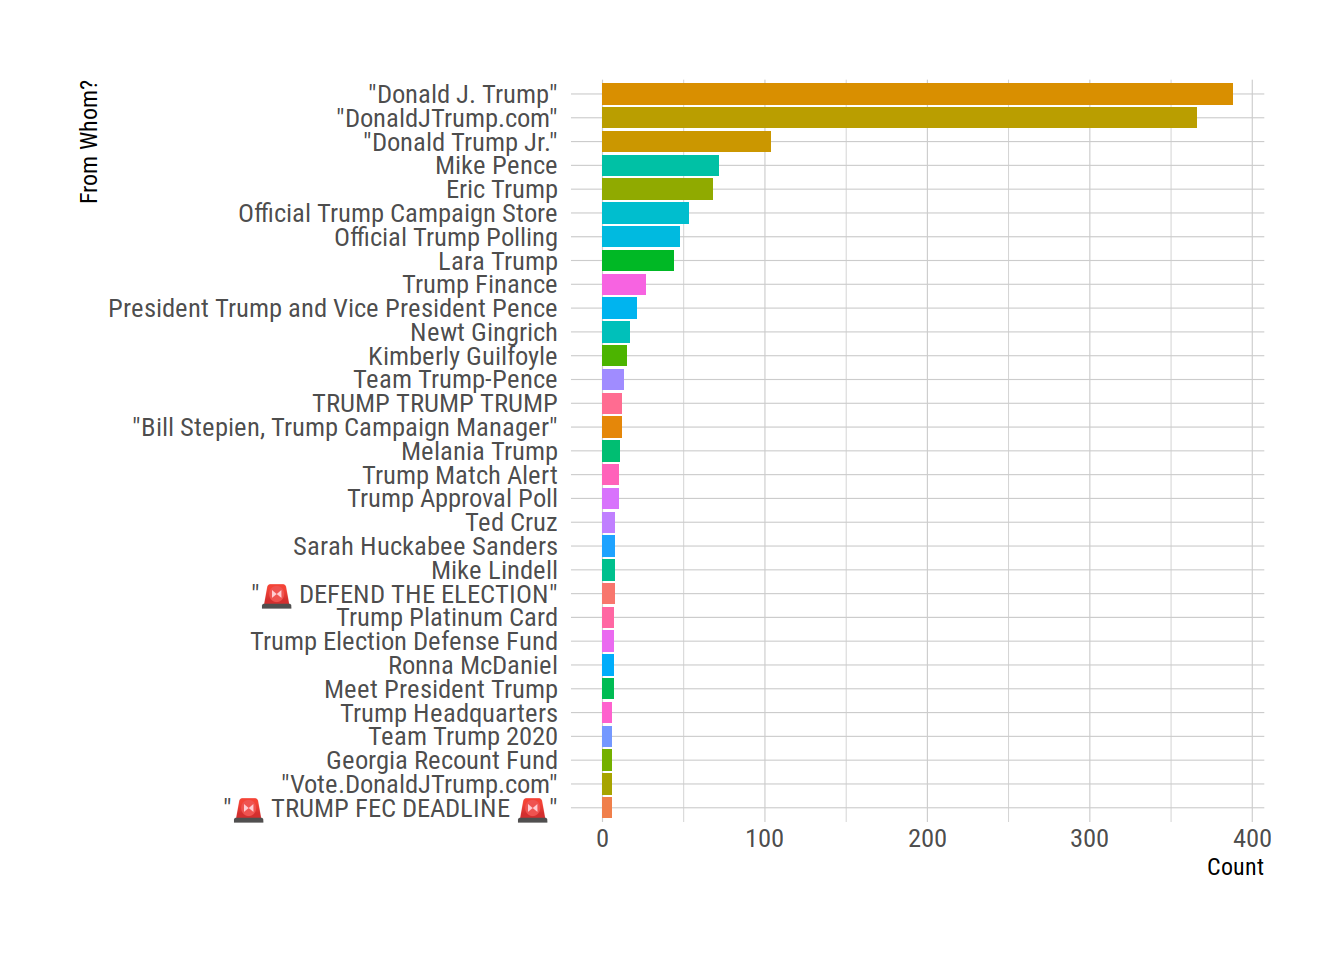 From Whom?
"Donald J. Trump"
"DonaldJTrump.com"
"Donald Trump Jr."
Mike Pence
Eric Trump
Official Trump Campaign Store
Official Trump Polling
Lara Trump
Trump Finance
President Trump and Vice President Pence
Newt Gingrich
Kimberly Guilfoyle
Team Trump-Pence
TRUMP TRUMP TRUMP
"Bill Stepien, Trump Campaign Manager"
Melania Trump
Trump Match Alert
Trump Approval Poll
Ted Cruz
Sarah Huckabee Sanders
Mike Lindell
"🚨 DEFEND THE ELECTION"
Trump Platinum Card
Trump Election Defense Fund
Ronna McDaniel
Meet President Trump
Trump Headquarters
Team Trump 2020
Georgia Recount Fund
"Vote.DonaldJTrump.com"
"🚨 TRUMP FEC DEADLINE 🚨"
0 100 200 300 400
Count